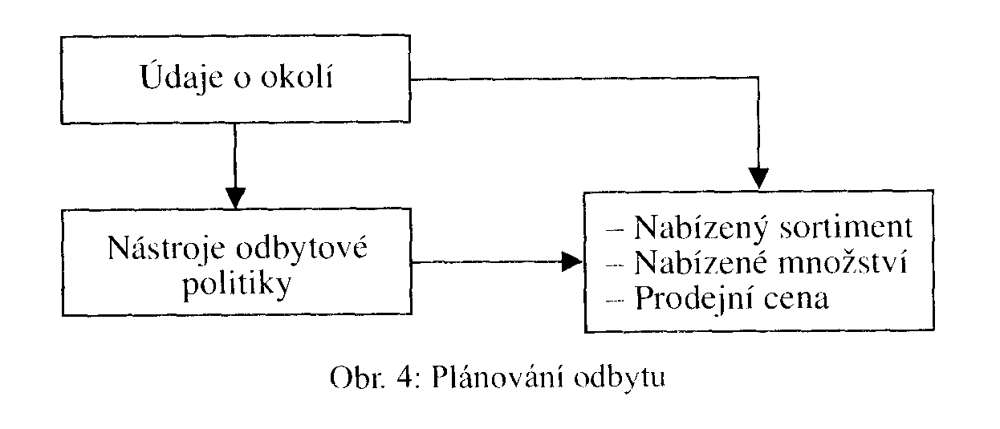 Údaje o okolí
Nástroje odbytové
politiky
– Nabízený sortiment
– Nabízené množství
– Prodejní cena
Obr. 4: Plánování odbytu